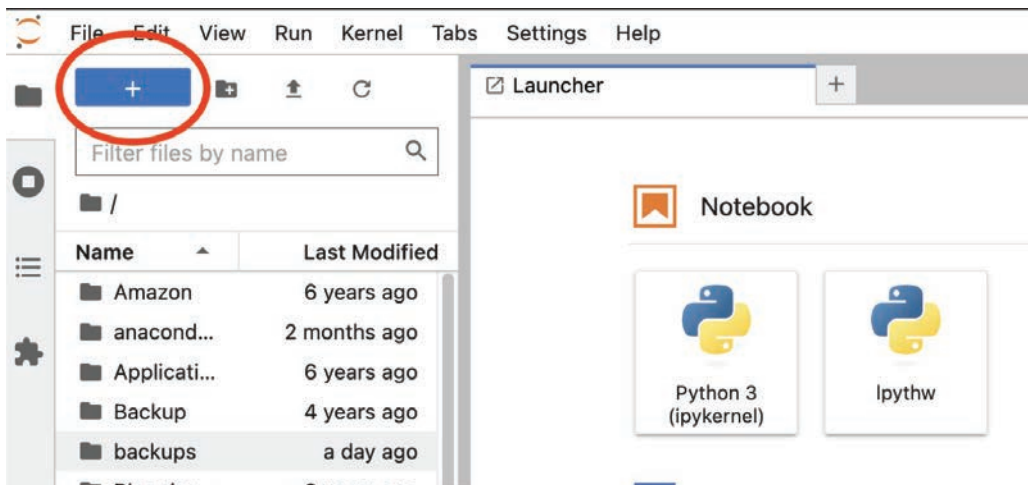 File Edit View Run Kernel Tabs Settings Help
+
Launcher
+
Filter files by name
/
Notebook
Name Last Modified
Amazon 6 years ago
anacond... 2 months ago
Applicati... 6 years ago
Backup 4 years ago
backups a day ago
Python 3
(ipykernel)
lpythw